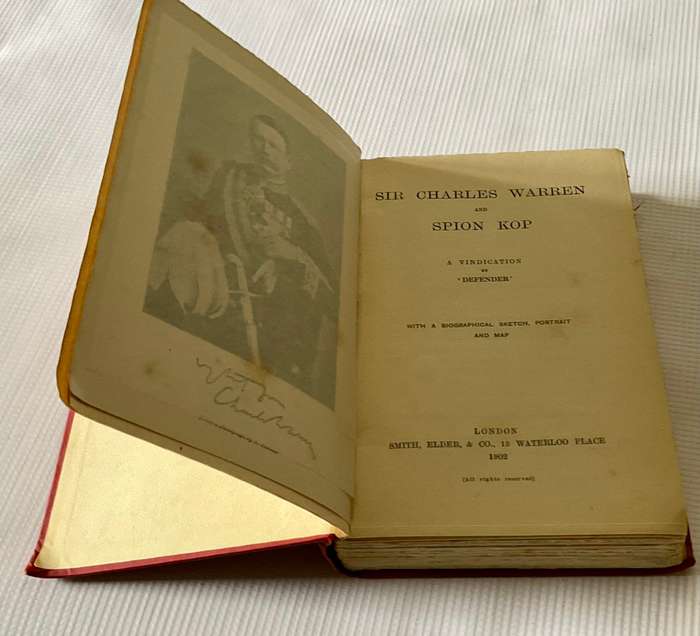 SIR CHARLES WARREN
AND
SPION KOP
A VINDICATION
BY
'DEFENDER'
WITH A BIOGRAPHICAL SKETCH, PORTRAIT
AND MAP
LONDON
SMITH, ELDER, & CO., 15 WATERLOO PLACE
1902
[All rights reserved]